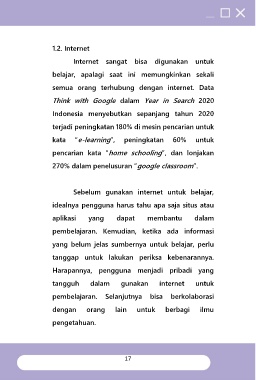 1.2. Internet
Internet sangat bisa digunakan untuk
belajar, apalagi saat ini memungkinkan sekali
semua orang terhubung dengan internet. Data
Think with Google dalam Year in Search 2020
Indonesia menyebutkan sepanjang tahun 2020
terjadi peningkatan 180% di mesin pencarian untuk
kata "e-learning", peningkatan 60% untuk
pencarian kata "home schooling", dan lonjakan
270% dalam penelusuran "google classroom".
Sebelum gunakan internet untuk belajar,
idealnya pengguna harus tahu apa saja situs atau
aplikasi yang dapat membantu dalam
pembelajaran. Kemudian, ketika ada informasi
yang belum jelas sumbernya untuk belajar, perlu
tanggap untuk lakukan periksa kebenarannya.
Harapannya, pengguna menjadi pribadi yang
tangguh dalam gunakan internet untuk
pembelajaran. Selanjutnya bisa berkolaborasi
dengan orang lain untuk berbagi ilmu
pengetahuan.
17